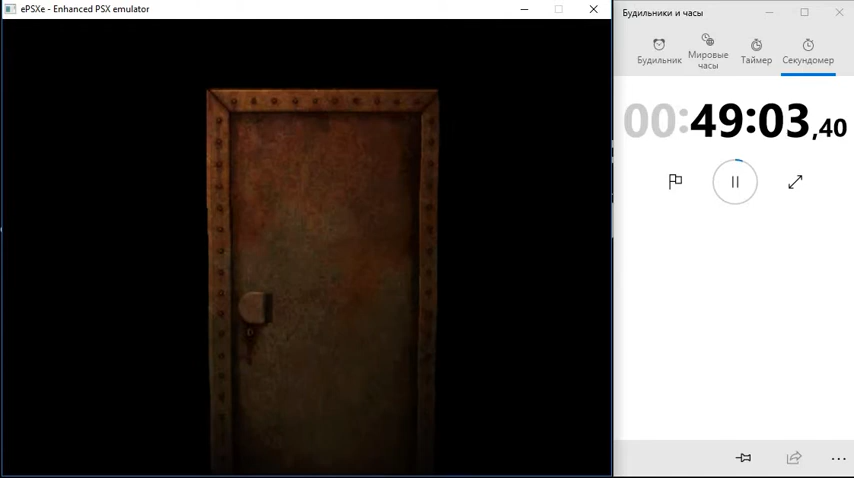 ePSXe - Enhanced PSX emulator
Будильники и часы
Будильник
Мировые
часы
Таймер
Секундомер
00:49:03,40